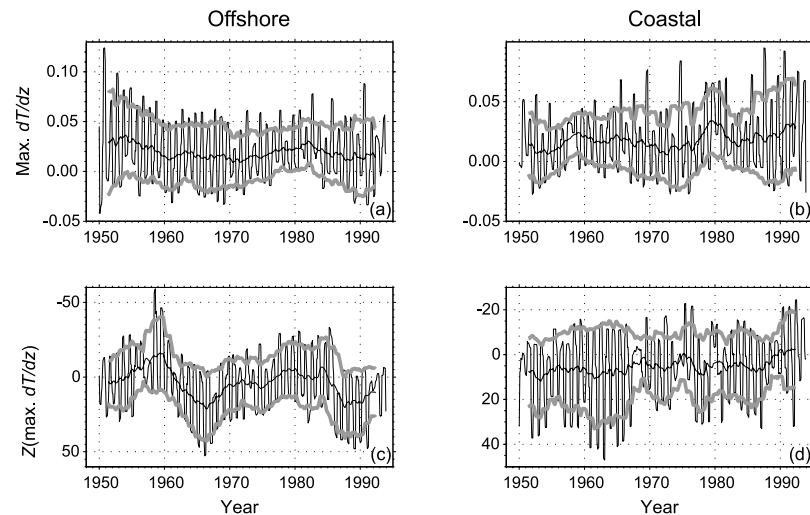 Offshore
Coastal
Max. dT/dz
0.10
0.05
0.00
-0.05
(a)
1950 1960 1970 1980 1990
0.05
0.00
-0.05
(b)
1950 1960 1970 1980 1990
Z(max. dT/dz)
-50
0
50
(c)
1950 1960 1970 1980 1990
Year
-20
0
20
40
(d)
1950 1960 1970 1980 1990
Year